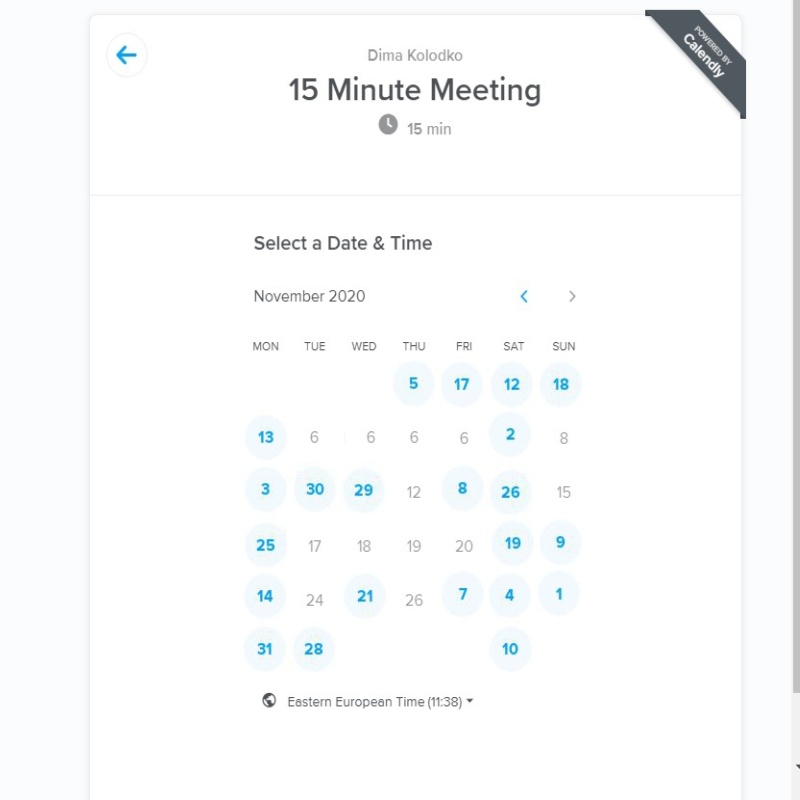 POWERED BY
Calendly
Dima Kolodko
15 Minute Meeting
15 min
Select a Date & Time
November 2020
MON TUE WED THU FRI SAT SUN
5 17 12 18
13 6 6 6 6 2 8
3 30 29 12 8 26 15
25 17 18 19 20 19 9
14 24 21 26 7 4 1
31 28 10
Eastern European Time (11:38)